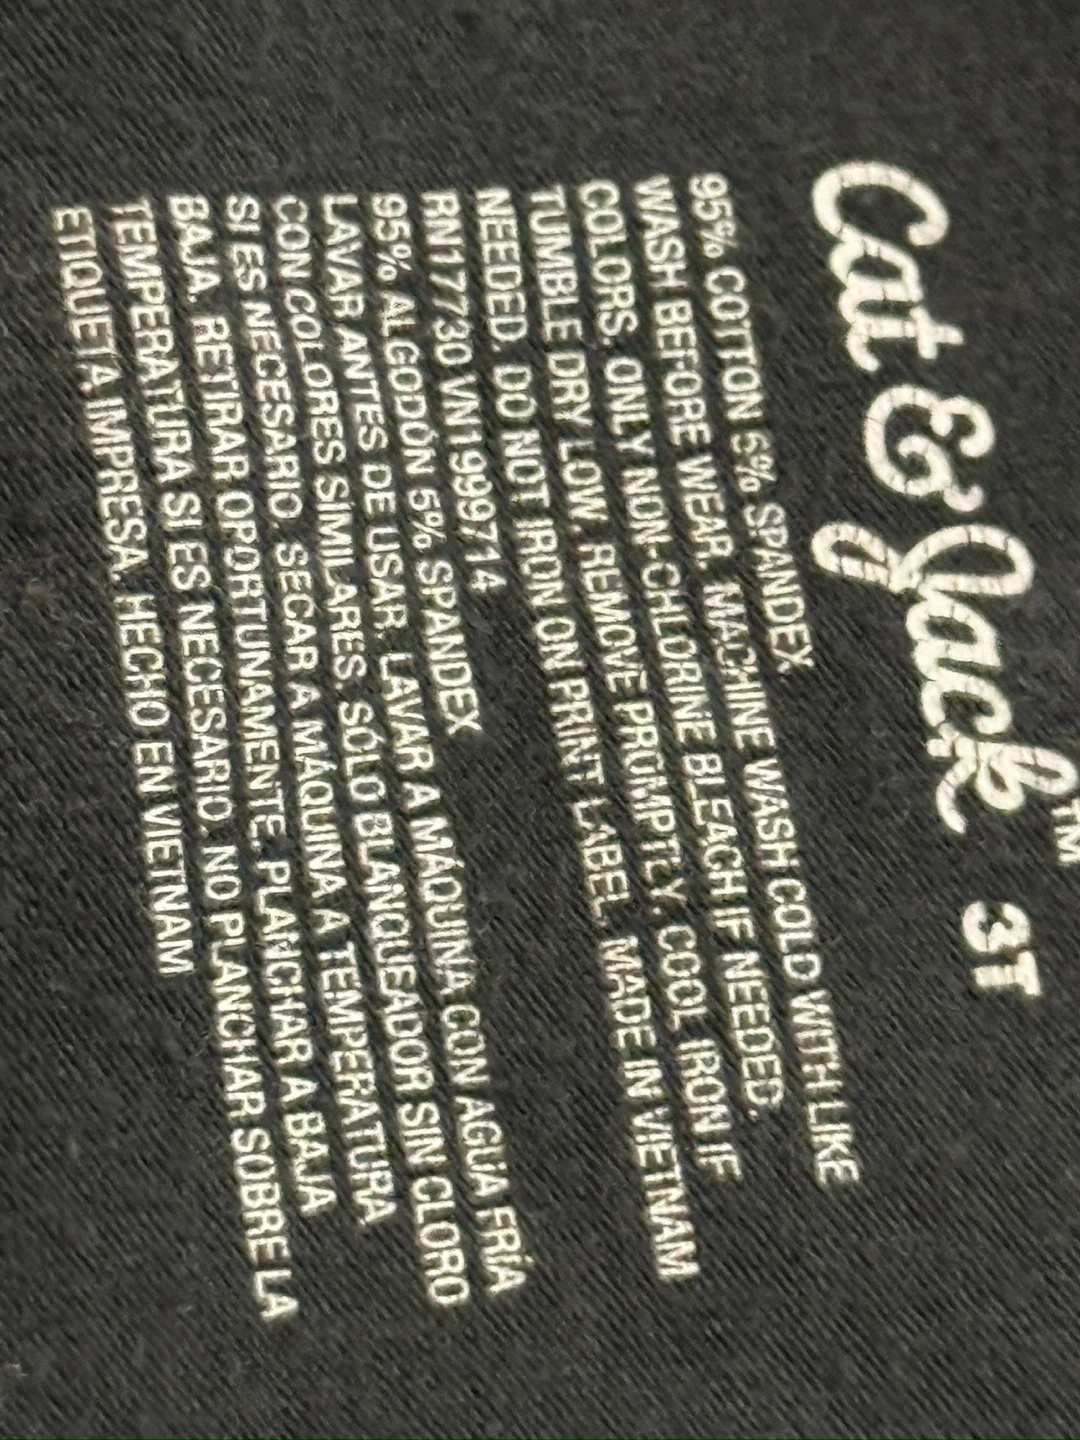 Cat & Jack™ 3T
95% COTTON 5% SPANDEX
WASH BEFORE WEAR. MACHINE WASH COLD WITH LIKE
COLORS. ONLY NON-CHLORINE BLEACH IF NEEDED.
TUMBLE DRY LOW. REMOVE PROMPTLY. COOL IRON IF
NEEDED. DO NOT IRON ON PRINT LABEL. MADE IN VIETNAM
RN17730 VN1999714
95% ALGODÓN 5% SPANDEX
LAVAR ANTES DE USAR. LAVAR A MÁQUINA CON AGUA FRÍA
CON COLORES SIMILARES. SÓLO BLANQUEADOR SIN CLORO
SI ES NECESARIO. SECAR A MÁQUINA A TEMPERATURA
BAJA. RETIRAR OPORTUNAMENTE. PLANCHAR A BAJA
TEMPERATURA SI ES NECESARIO. NO PLANCHAR SOBRE LA
ETIQUETA IMPRESA. HECHO EN VIETNAM